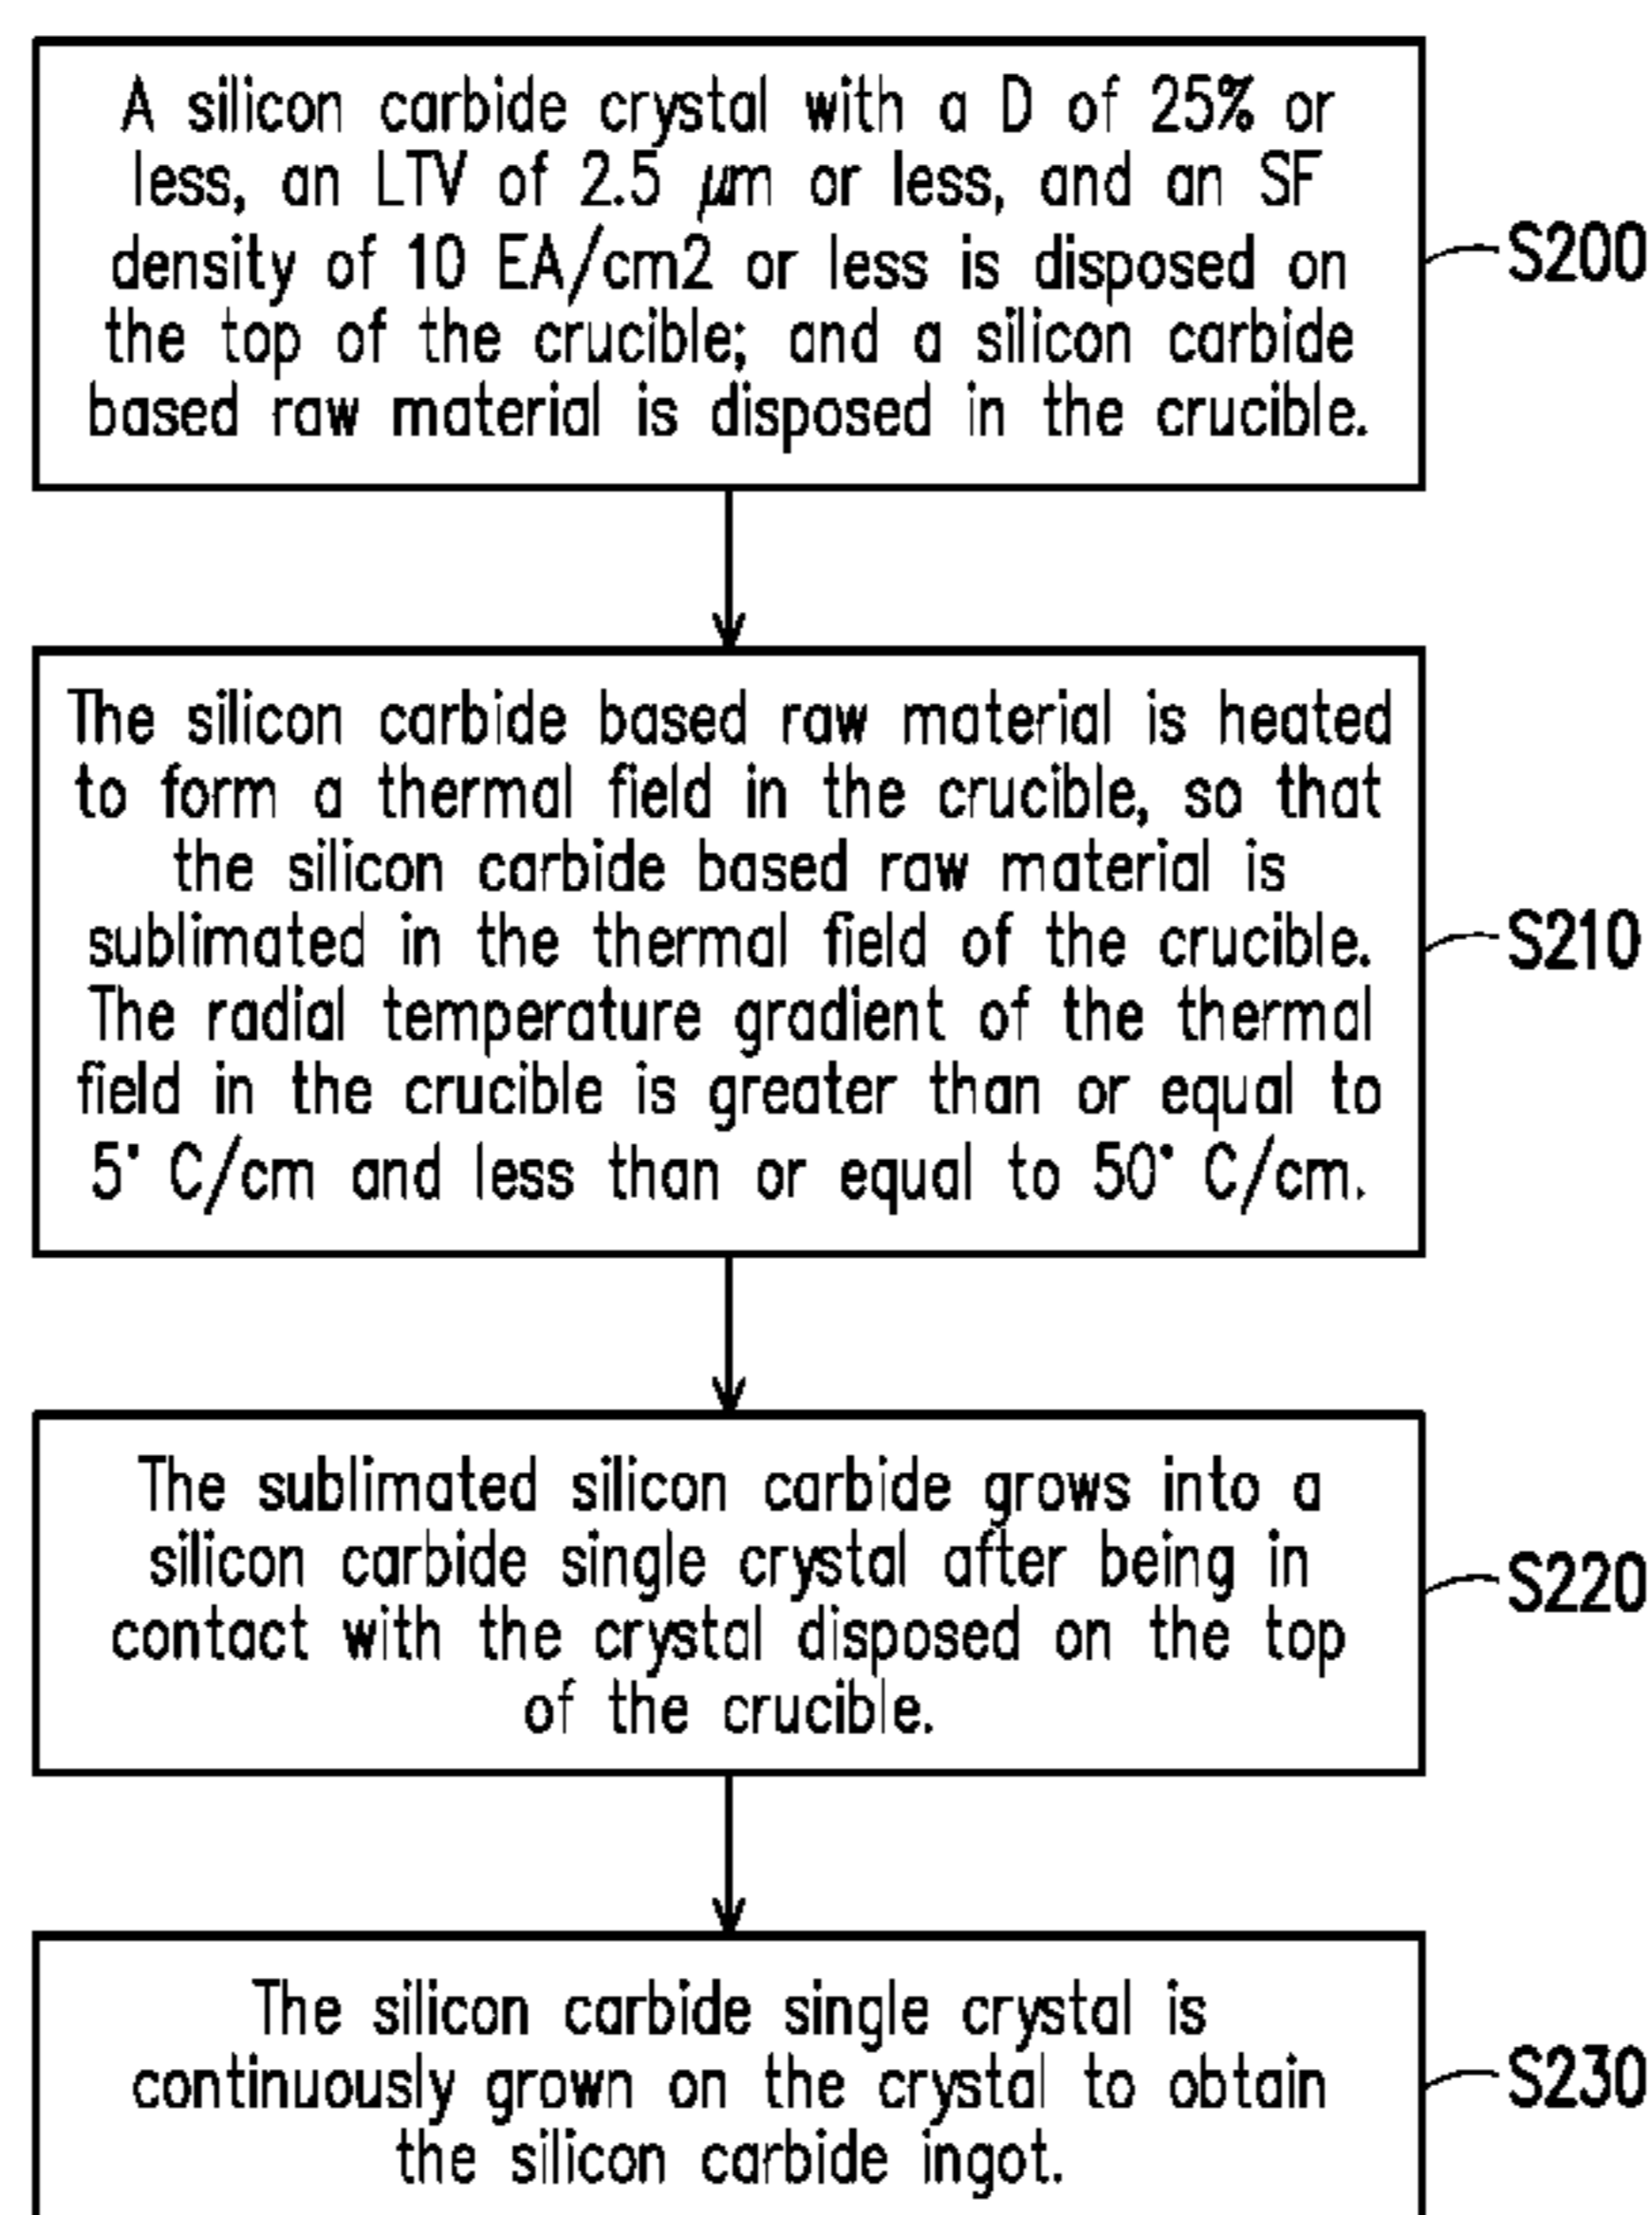 A silicon carbide crystal with a D of 25% or
less, an LTV of 2.5 μm or less, and an SF
density of 10 EA/cm2 or less is disposed on
the top of the crucible; and a silicon carbide
based raw material is disposed in the crucible.
S200
The silicon carbide based raw material is heated
to form a thermal field in the crucible, so that
the silicon carbide based raw material is
sublimated in the thermal field of the crucible.
The radial temperature gradient of the thermal
field in the crucible is greater than or equal to
5° C/cm and less than or equal to 50° C/cm.
S210
The sublimated silicon carbide grows into a
silicon carbide single crystal after being in
contact with the crystal disposed on the top
of the crucible.
S220
The silicon carbide single crystal is
continuously grown on the crystal to obtain
the silicon carbide ingot.
S230